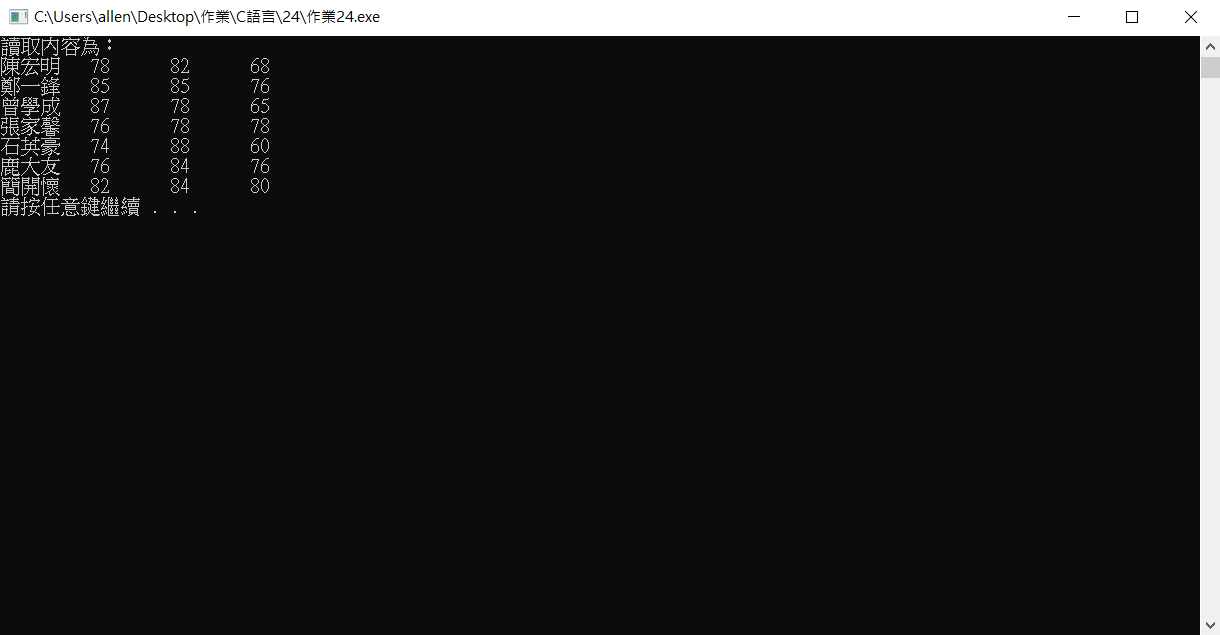 C:\Users\allen\Desktop\作業\C語言\24\作業24.exe
讀取內容為：
陳宏明 78 82 68
鄭一鋒 85 85 76
曾學成 87 78 65
張家馨 76 78 78
石英豪 74 88 60
鹿大友 76 84 76
簡開懷 82 84 80
請按任意鍵繼續 . . .